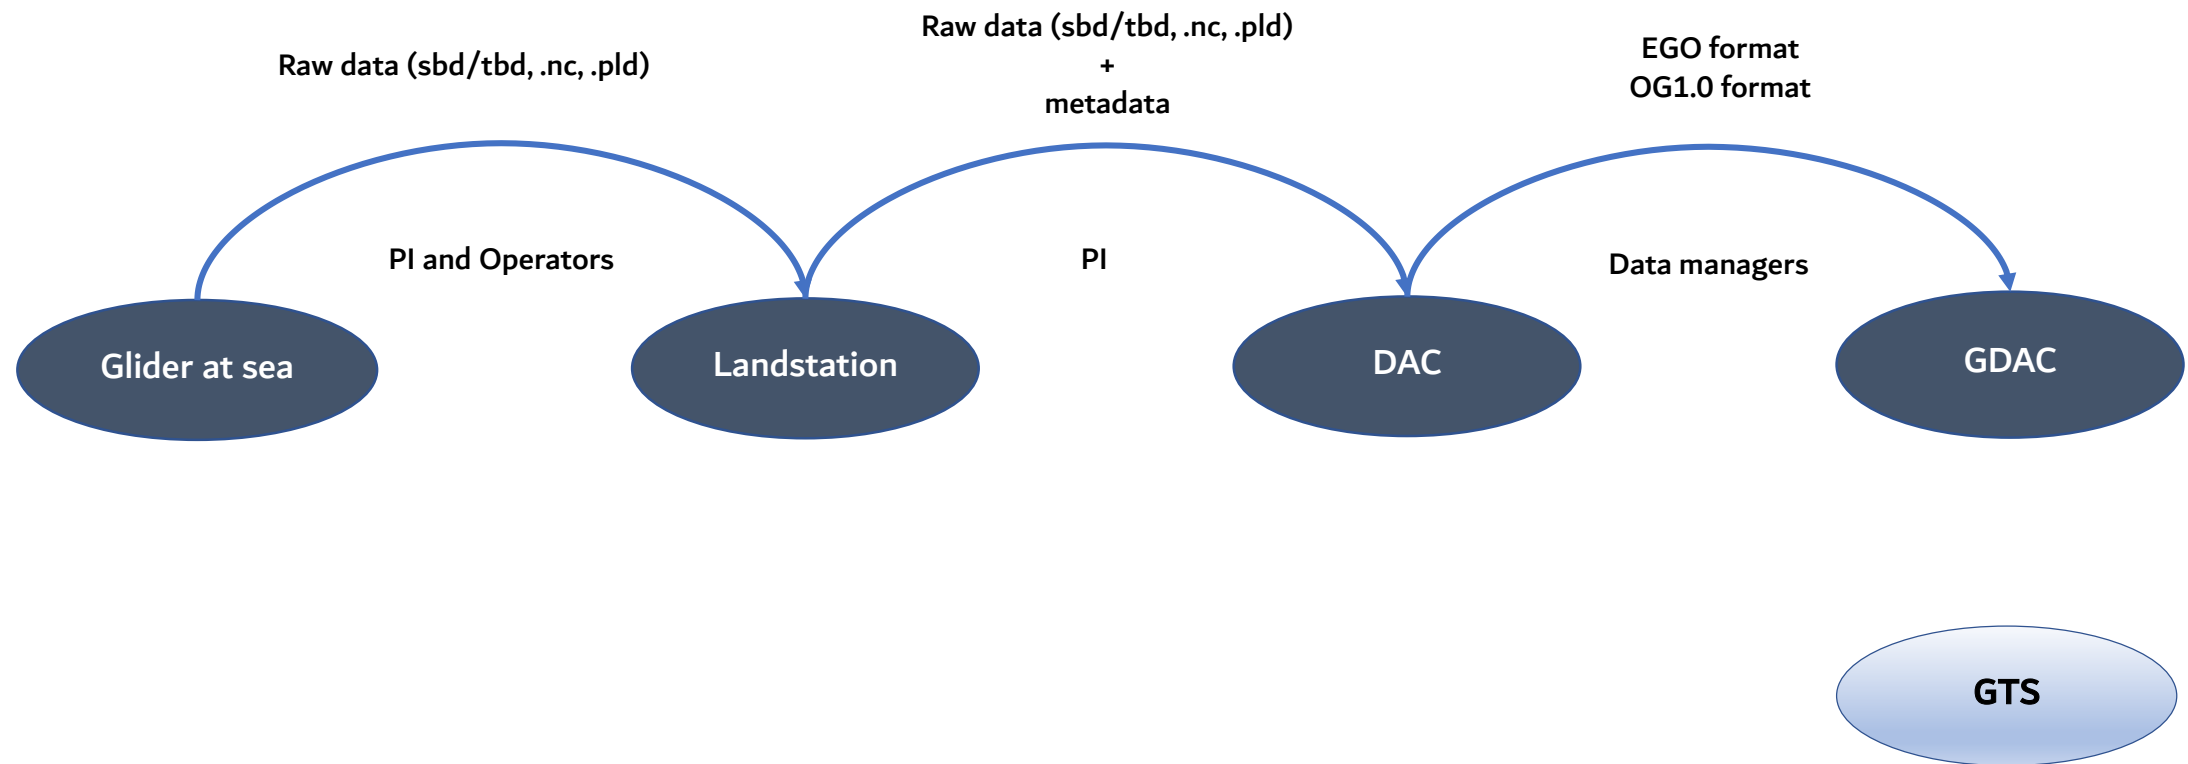 Raw data (sbd/tbd, .nc, .pld)
Raw data (sbd/tbd, .nc, .pld)
+
metadata
EGO format
OG1.0 format
PI and Operators
PI
Data managers
Glider at sea
Landstation
DAC
GDAC
GTS